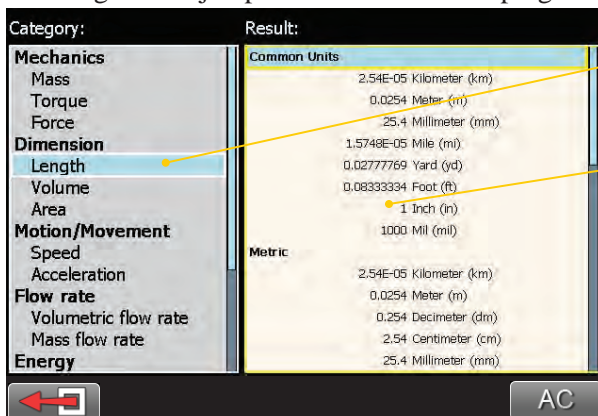 Category:
Mechanics
Mass
Torque
Force
Dimension
Length
Volume
Area
Motion/Movement
Speed
Acceleration
Flow rate
Volumetric flow rate
Mass flow rate
Energy
Result:
Common Units
2.54E-05 Kilometer (km)
0.0254 Meter (m)
25.4 Millimeter (mm)
1.5748E-05 Mile (mi)
0.02777769 Yard (yd)
0.08333334 Foot (ft)
1 Inch (in)
1000 Mil (mil)
Metric
2.54E-05 Kilometer (km)
0.0254 Meter (m)
0.254 Decimeter (dm)
2.54 Centimeter (cm)
25.4 Millimeter (mm)
AC